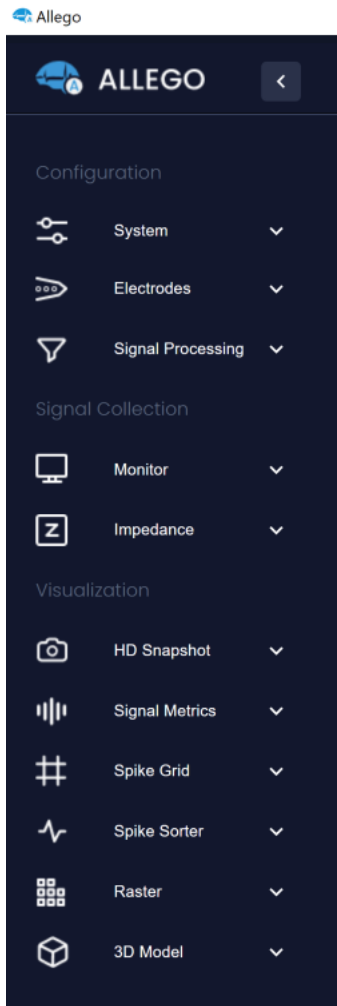 Allego
ALLEGO
Configuration
System
Electrodes
Signal Processing
Signal Collection
Monitor
Z
Impedance
Visualization
HD Snapshot
Signal Metrics
Spike Grid
Spike Sorter
Raster
3D Model